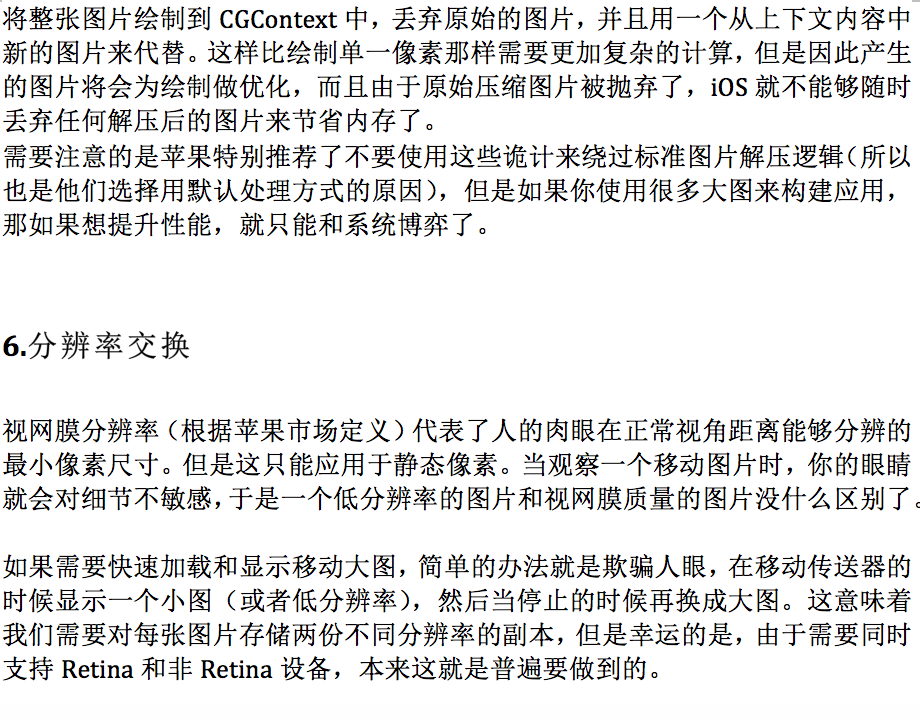 将整张图片绘制到 CGContext 中，丢弃原始的图片，并且用一个从上下文内容中
新的图片来代替。这样比绘制单一像素那样需要更加复杂的计算，但是因此产生
的图片将会为绘制做优化，而且由于原始压缩图片被抛弃了，iOS 就不能够随时
丢弃任何解压后的图片来节省内存了。
需要注意的是苹果特别推荐了不要使用这些诡计来绕过标准图片解压逻辑（所以
也是他们选择用默认处理方式的原因），但是如果你使用很多大图来构建应用，
那如果想提升性能，就只能和系统博弈了。
6.分辨率交换
视网膜分辨率（根据苹果市场定义）代表了人的肉眼在正常视角距离能够分辨的
最小像素尺寸。但是这只能应用于静态像素。当观察一个移动图片时，你的眼睛
就会对细节不敏感，于是一个低分辨率的图片和视网膜质量的图片没什么区别了。
如果需要快速加载和显示移动大图，简单的办法就是欺骗人眼，在移动传送器的
时候显示一个小图（或者低分辨率），然后当停止的时候再换成大图。这意味着
我们需要对每张图片存储两份不同分辨率的副本，但是幸运的是，由于需要同时
支持 Retina 和非 Retina 设备，本来这就是普遍要做到的。